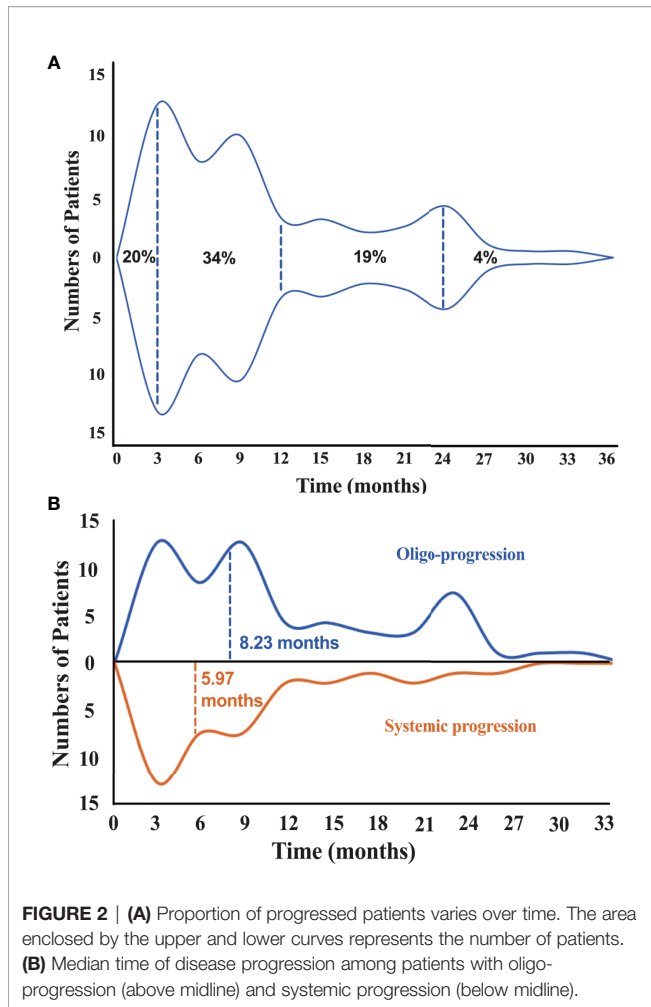 A
15
10
5
0
5
10
15
Numbers of Patients
20%
34%
19%
4%
0 3 6 9 12 15 18 21 24 27 30 33 36
Time (months)
B
15
10
5
0
5
10
15
Numbers of Patients
Oligo-progression
8.23 months
5.97
months
Systemic progression
0 3 6 9 12 15 18 21 24 27 30 33
Time (months)
FIGURE 2 | (A) Proportion of progressed patients varies over time. The area
enclosed by the upper and lower curves represents the number of patients.
(B) Median time of disease progression among patients with oligo-
progression (above midline) and systemic progression (below midline).